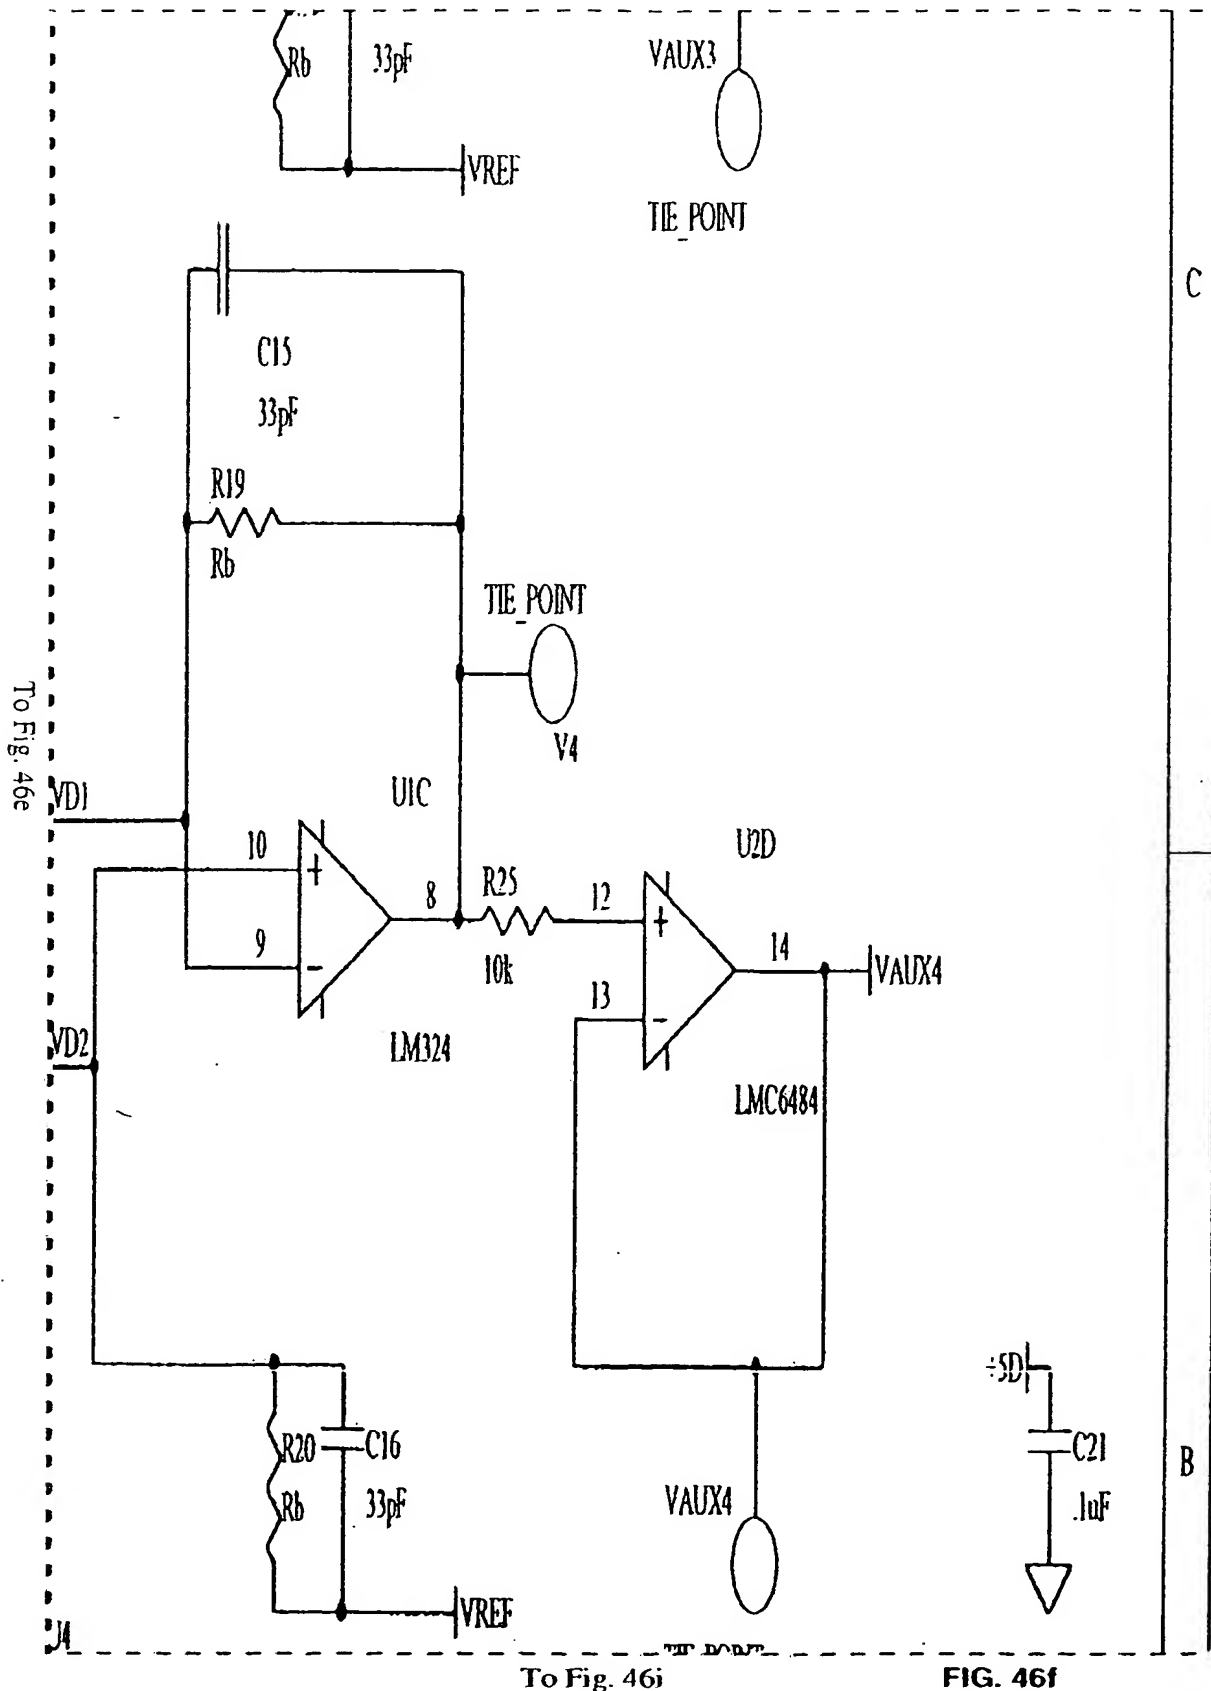 Rb
33pF
VAUX3
VREF
TIE_POINT
C
C15
33pF
R19
Rb
TIE_POINT
V4
To Fig. 46e
VD1
U1C
10
8
9
R25
10k
U2D
12
14
13
VAUX4
VD2
LM324
LMC6484
R20
Rb
C16
33pF
VAUX4
5D
C21
.1uF
B
VREF
J4
TIE_POINT
To Fig. 46i
FIG. 46f